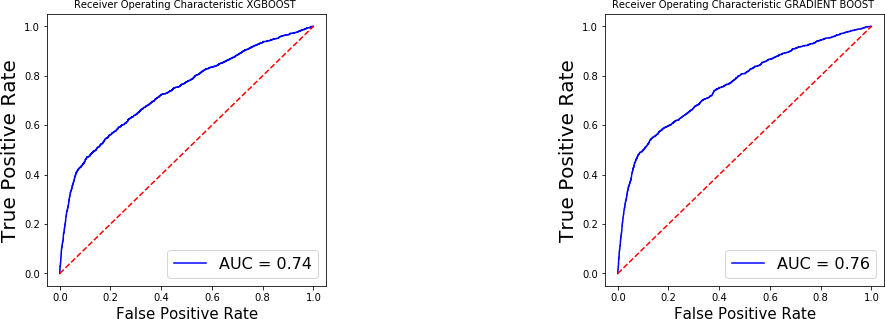 Receiver Operating Characteristic XGBOOST
True Positive Rate
1.0
0.8
0.6
0.4
0.2
0.0
AUC = 0.74
0.0 0.2 0.4 0.6 0.8 1.0
False Positive Rate
Receiver Operating Characteristic GRADIENT BOOST
True Positive Rate
1.0
0.8
0.6
0.4
0.2
0.0
AUC = 0.76
0.0 0.2 0.4 0.6 0.8 1.0
False Positive Rate